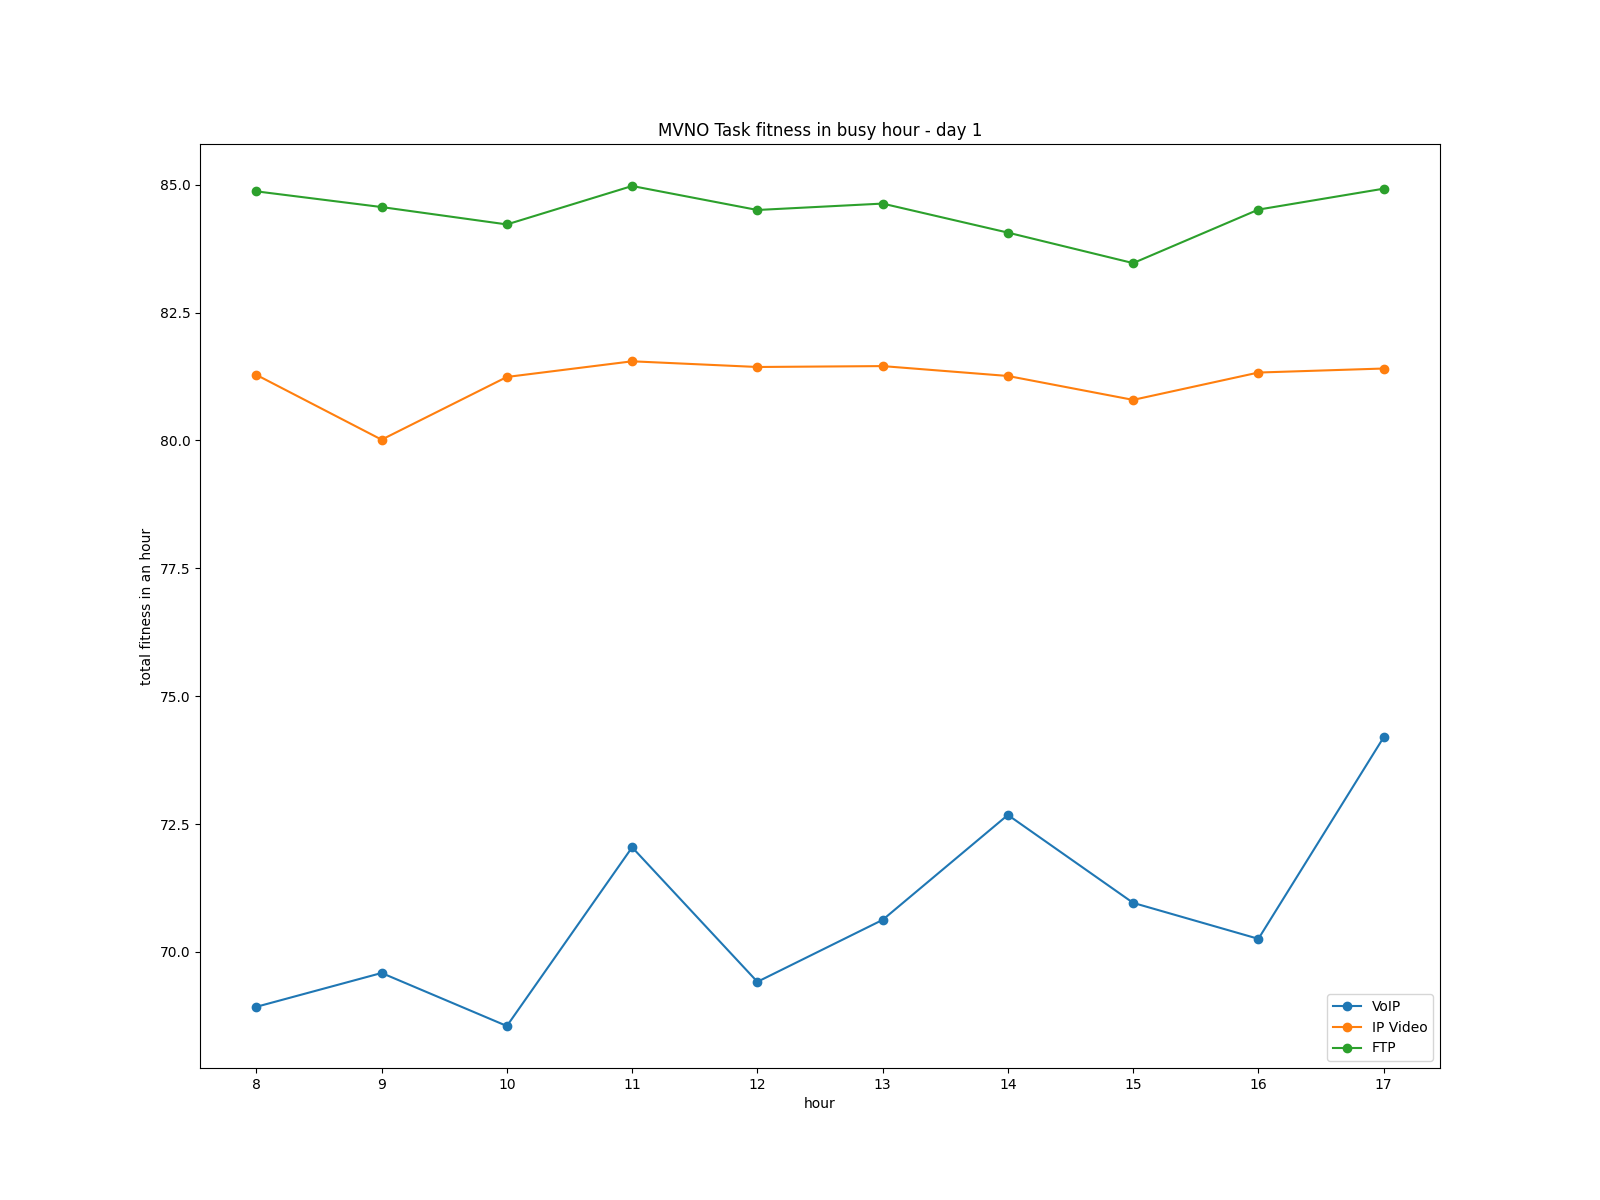 MVNO Task fitness in busy hour - day 1
total fitness in an hour
85.0
82.5
80.0
77.5
75.0
72.5
70.0
8 9 10 11 12 13 14 15 16 17
hour
VoIP
IP Video
FTP